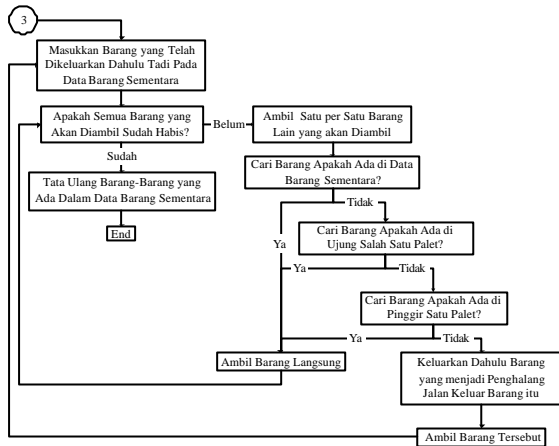 3
Masukkan Barang yang Telah
Dikeluarkan Dahulu Tadi Pada
Data Barang Sementara
Apakah Semua Barang yang
Akan Diambil Sudah Habis?
Belum
Ambil Satu per Satu Barang
Lain yang akan Diambil
Sudah
Cari Barang Apakah Ada di Data
Barang Sementara?
Tata Ulang Barang-Barang yang
Ada Dalam Data Barang Sementara
End
Tidak
Ya
Cari Barang Apakah Ada di
Ujung Salah Satu Palet?
Ya
Tidak
Cari Barang Apakah Ada di
Pinggir Satu Palet?
Ya
Tidak
Ambil Barang Langsung
Keluarkan Dahulu Barang
yang menjadi Penghalang
Jalan Keluar Barang itu
Ambil Barang Tersebut